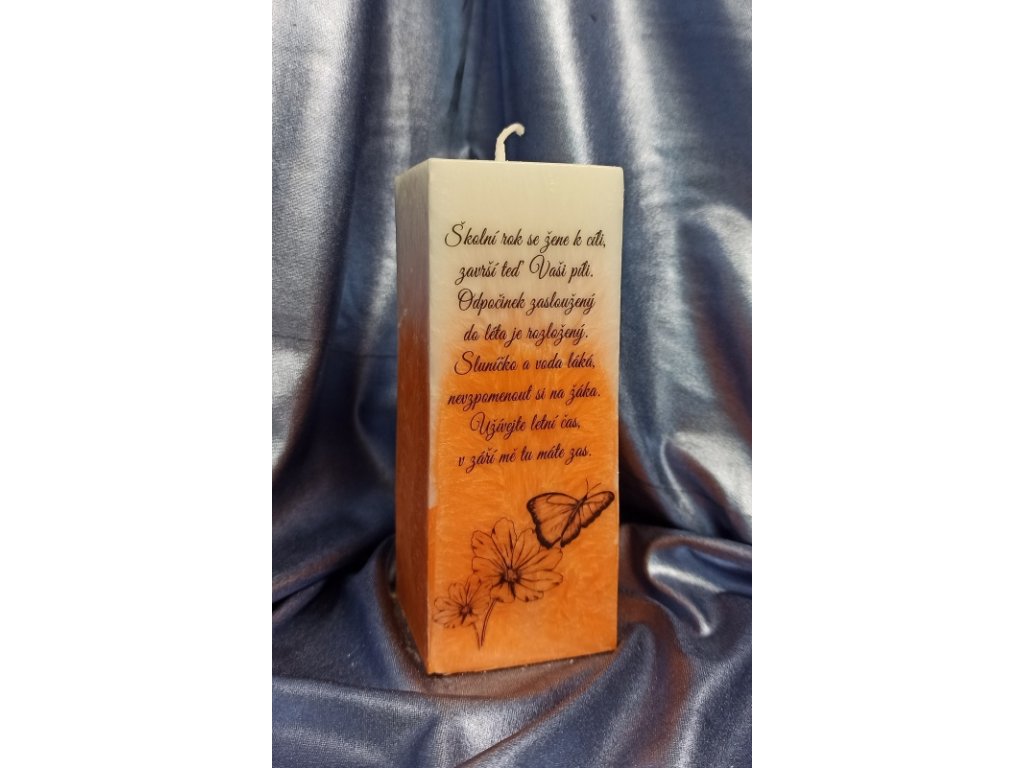 Školní rok se žene k cíli,
završí teď Vaši píli.
Odpočinek zasloužený
do léta je rozložený.
Sluníčko a voda láká,
nevzpomenout si na žáka.
Užívejte letní čas,
v září mě tu máte zas.